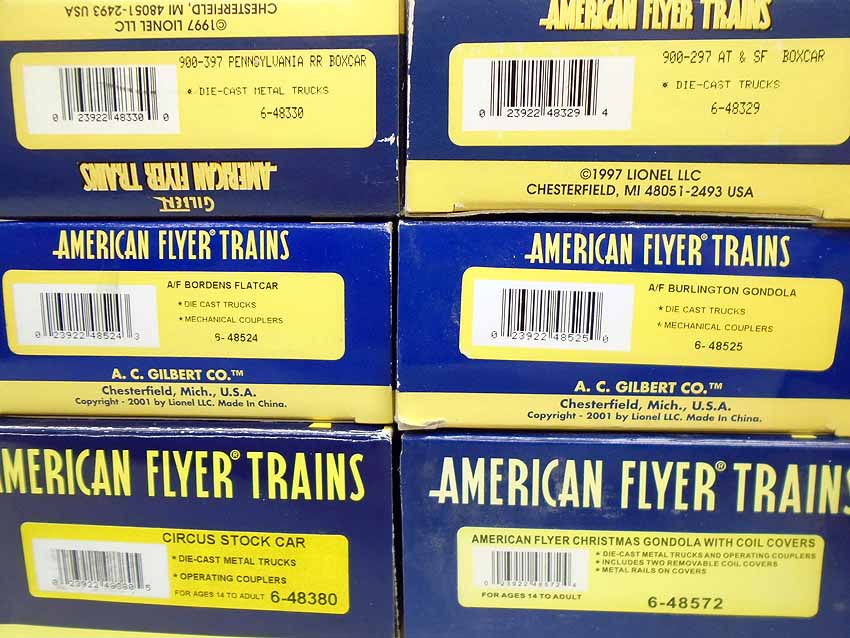 CHESTERFIELD, MI 48051-2493 USA
©1997 LIONEL LLC
900-397 PENNSYLVANIA RR BOXCAR
* DIE-CAST METAL TRUCKS
6-48330
0 23922 48330 0
AMERICAN FLYER TRAINS
GILBERT
AMERICAN FLYER TRAINS
900-297 AT & SF BOXCAR
* DIE-CAST TRUCKS
6-48329
0 23922 48329 4
©1997 LIONEL LLC
CHESTERFIELD, MI 48051-2493 USA
AMERICAN FLYER® TRAINS
A/F BORDENS FLATCAR
* DIE CAST TRUCKS
* MECHANICAL COUPLERS
6-48524
0 23922 48524 3
A. C. GILBERT CO.™
Chesterfield, Mich., U.S.A.
Copyright - 2001 by Lionel LLC. Made In China.
AMERICAN FLYER® TRAINS
A/F BURLINGTON GONDOLA
* DIE CAST TRUCKS
* MECHANICAL COUPLERS
6-48525
0 23922 48525 0
A. C. GILBERT CO.™
Chesterfield, Mich., U.S.A.
Copyright - 2001 by Lionel LLC. Made In China.
AMERICAN FLYER® TRAINS
CIRCUS STOCK CAR
* DIE-CAST METAL TRUCKS
* OPERATING COUPLERS
FOR AGES 14 TO ADULT 6-48380
AMERICAN FLYER® TRAINS
AMERICAN FLYER CHRISTMAS GONDOLA WITH COIL COVERS
* DIE-CAST METAL TRUCKS AND OPERATING COUPLERS
* INCLUDES TWO REMOVABLE COIL COVERS
* METAL RAILS ON COVERS
FOR AGES 14 TO ADULT
6-48572